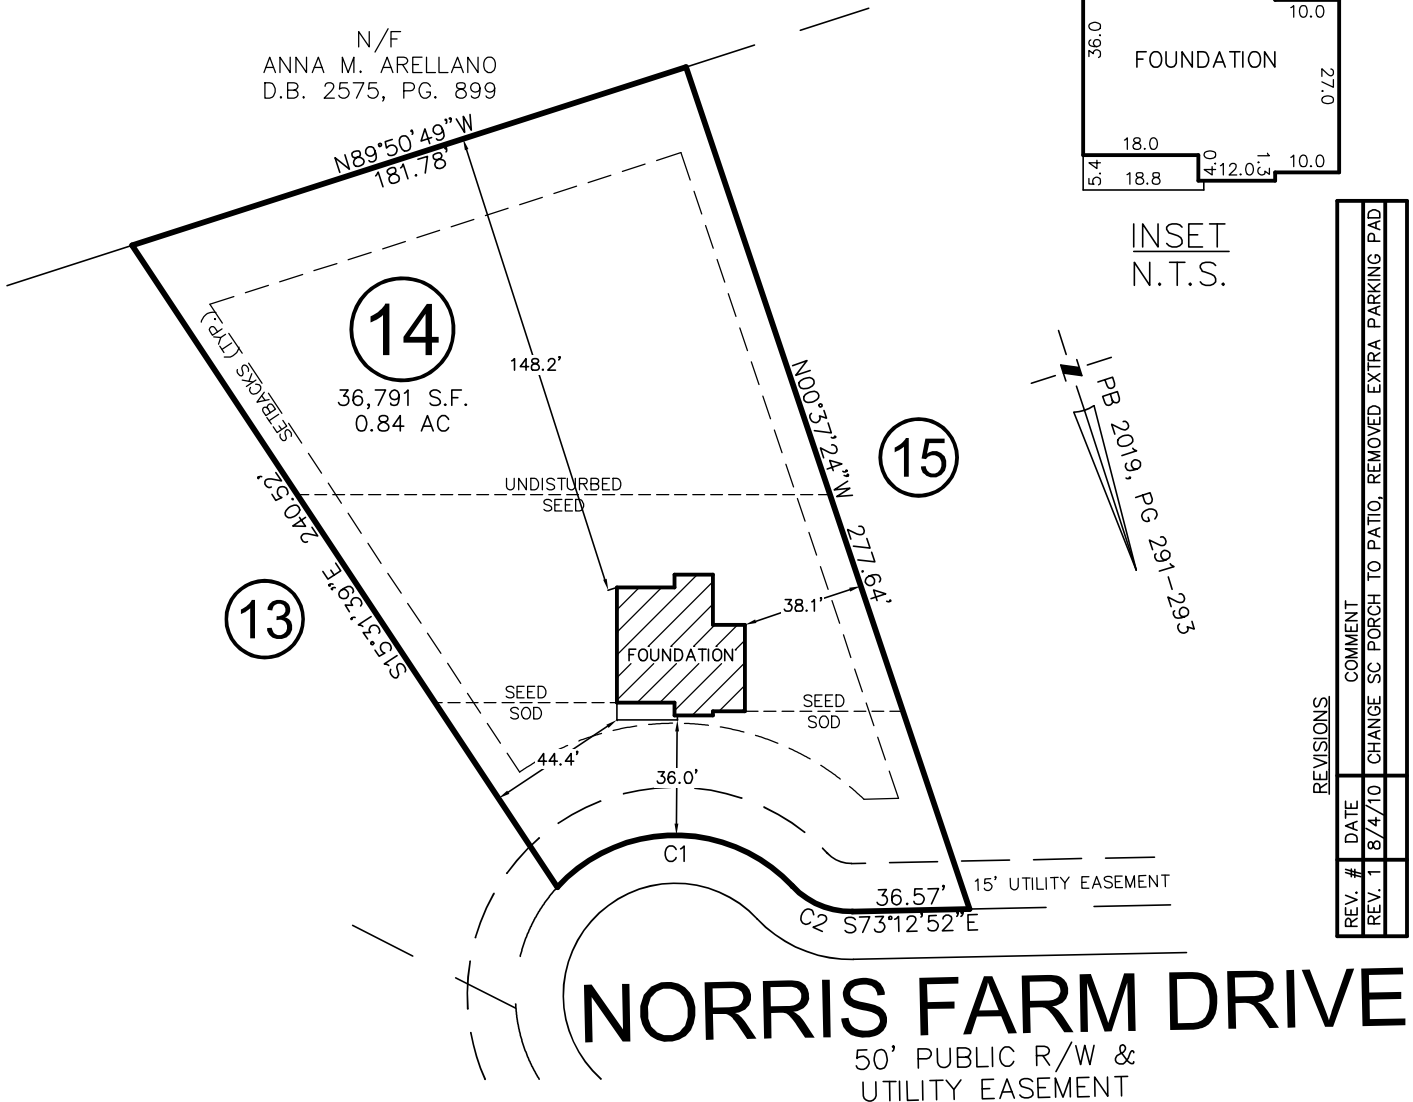 N/F
ANNA M. ARELLANO
D.B. 2575, PG. 899
N89°50'49"W
181.78'
14
36,791 S.F.
0.84 AC
148.2'
SETBACKS (TYP.)
240.52'
S15°31'39"E
13
UNDISTURBED
SEED
N00°37'24"W
277.64'
15
38.1'
FOUNDATION
SEED
SOD
SEED
SOD
44.4'
36.0'
C1
C2
36.57'
S73°12'52"E
15' UTILITY EASEMENT
NORRIS FARM DRIVE
50' PUBLIC R/W &
UTILITY EASEMENT
10.0
36.0
FOUNDATION
27.0
18.0
5.4
18.8
4.0
12.0
1.3
10.0
INSET
N.T.S.
PB 2019, PG 291-293
REVISIONS
REV. # DATE COMMENT
REV. 1 8/4/10 CHANGE SC PORCH TO PATIO, REMOVED EXTRA PARKING PAD